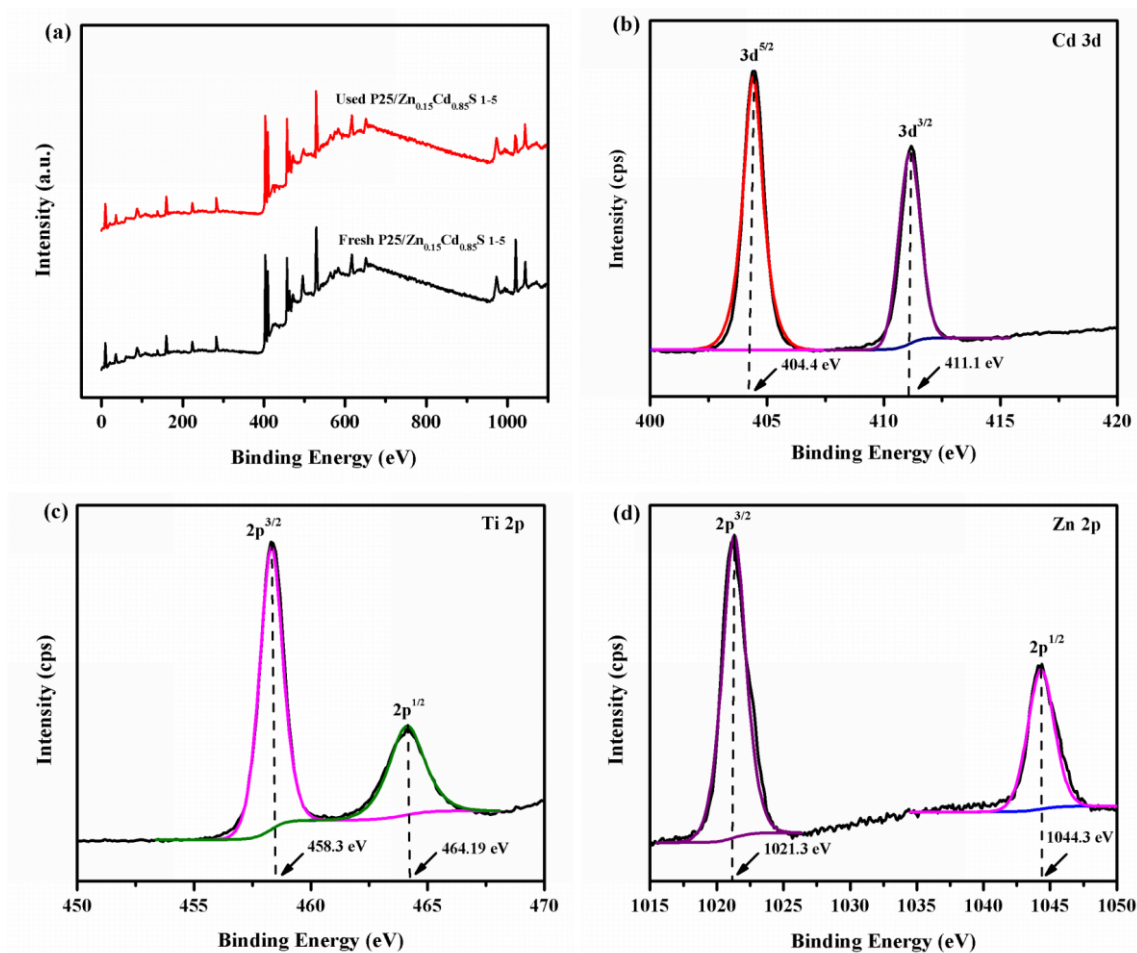 (a)
Used P25/Zn0.15Cd0.85S 1-5
Fresh P25/Zn0.15Cd0.85S 1-5
Intensity (a.u.)
0 200 400 600 800 1000
Binding Energy (eV)
(b)
Cd 3d
3d5/2
3d3/2
404.4 eV
411.1 eV
Intensity (cps)
400 405 410 415 420
Binding Energy (eV)
(c)
Ti 2p
2p3/2
2p1/2
458.3 eV
464.19 eV
Intensity (cps)
450 455 460 465 470
Binding Energy (eV)
(d)
Zn 2p
2p3/2
2p1/2
1021.3 eV
1044.3 eV
Intensity (cps)
1015 1020 1025 1030 1035 1040 1045 1050
Binding Energy (eV)